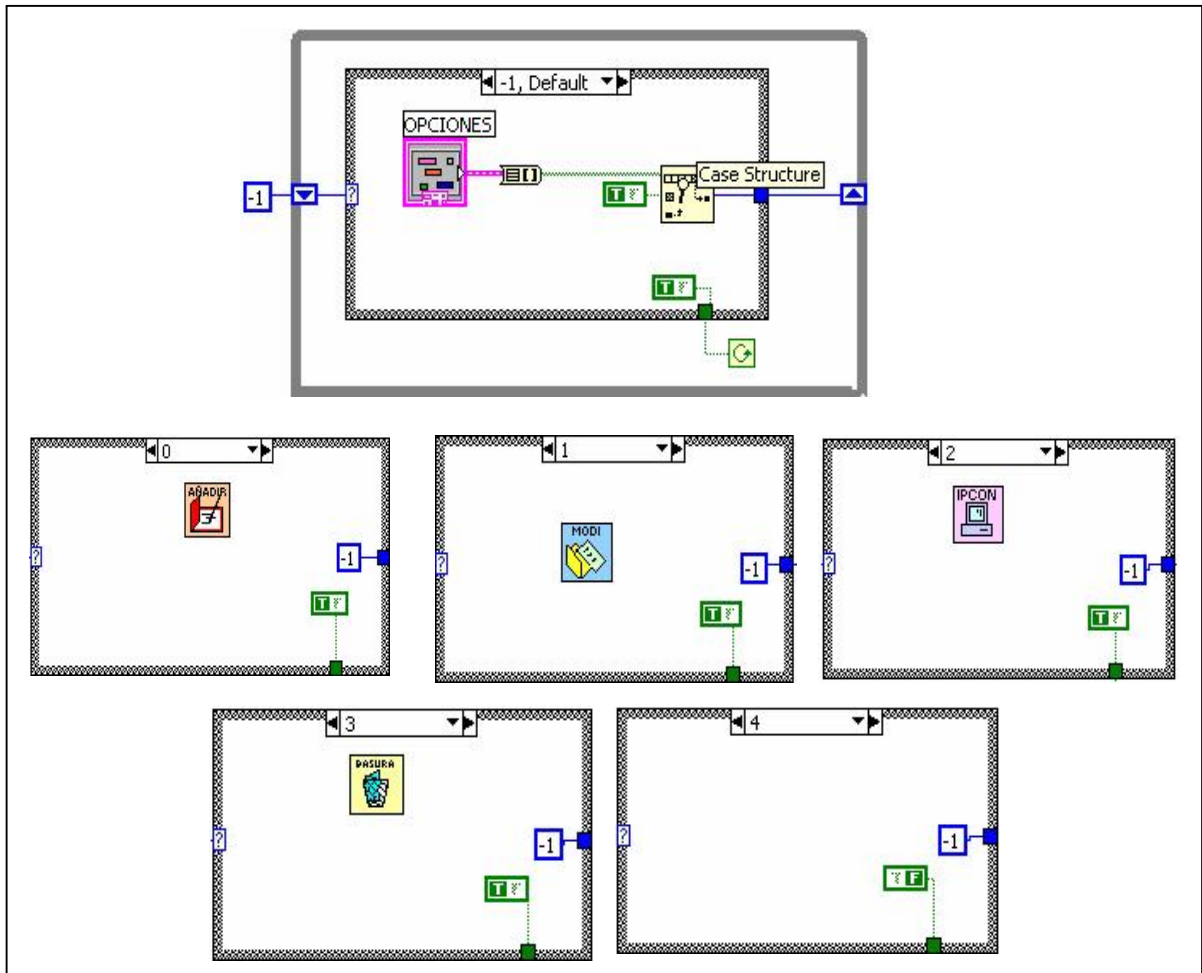 -1, Default
OPCIONES
Case Structure
-1
?
T
T
0
AÑADIR
?
-1
T
1
MODI
?
-1
T
2
IPCON
?
-1
T
3
BASURA
?
-1
T
4
?
-1
F